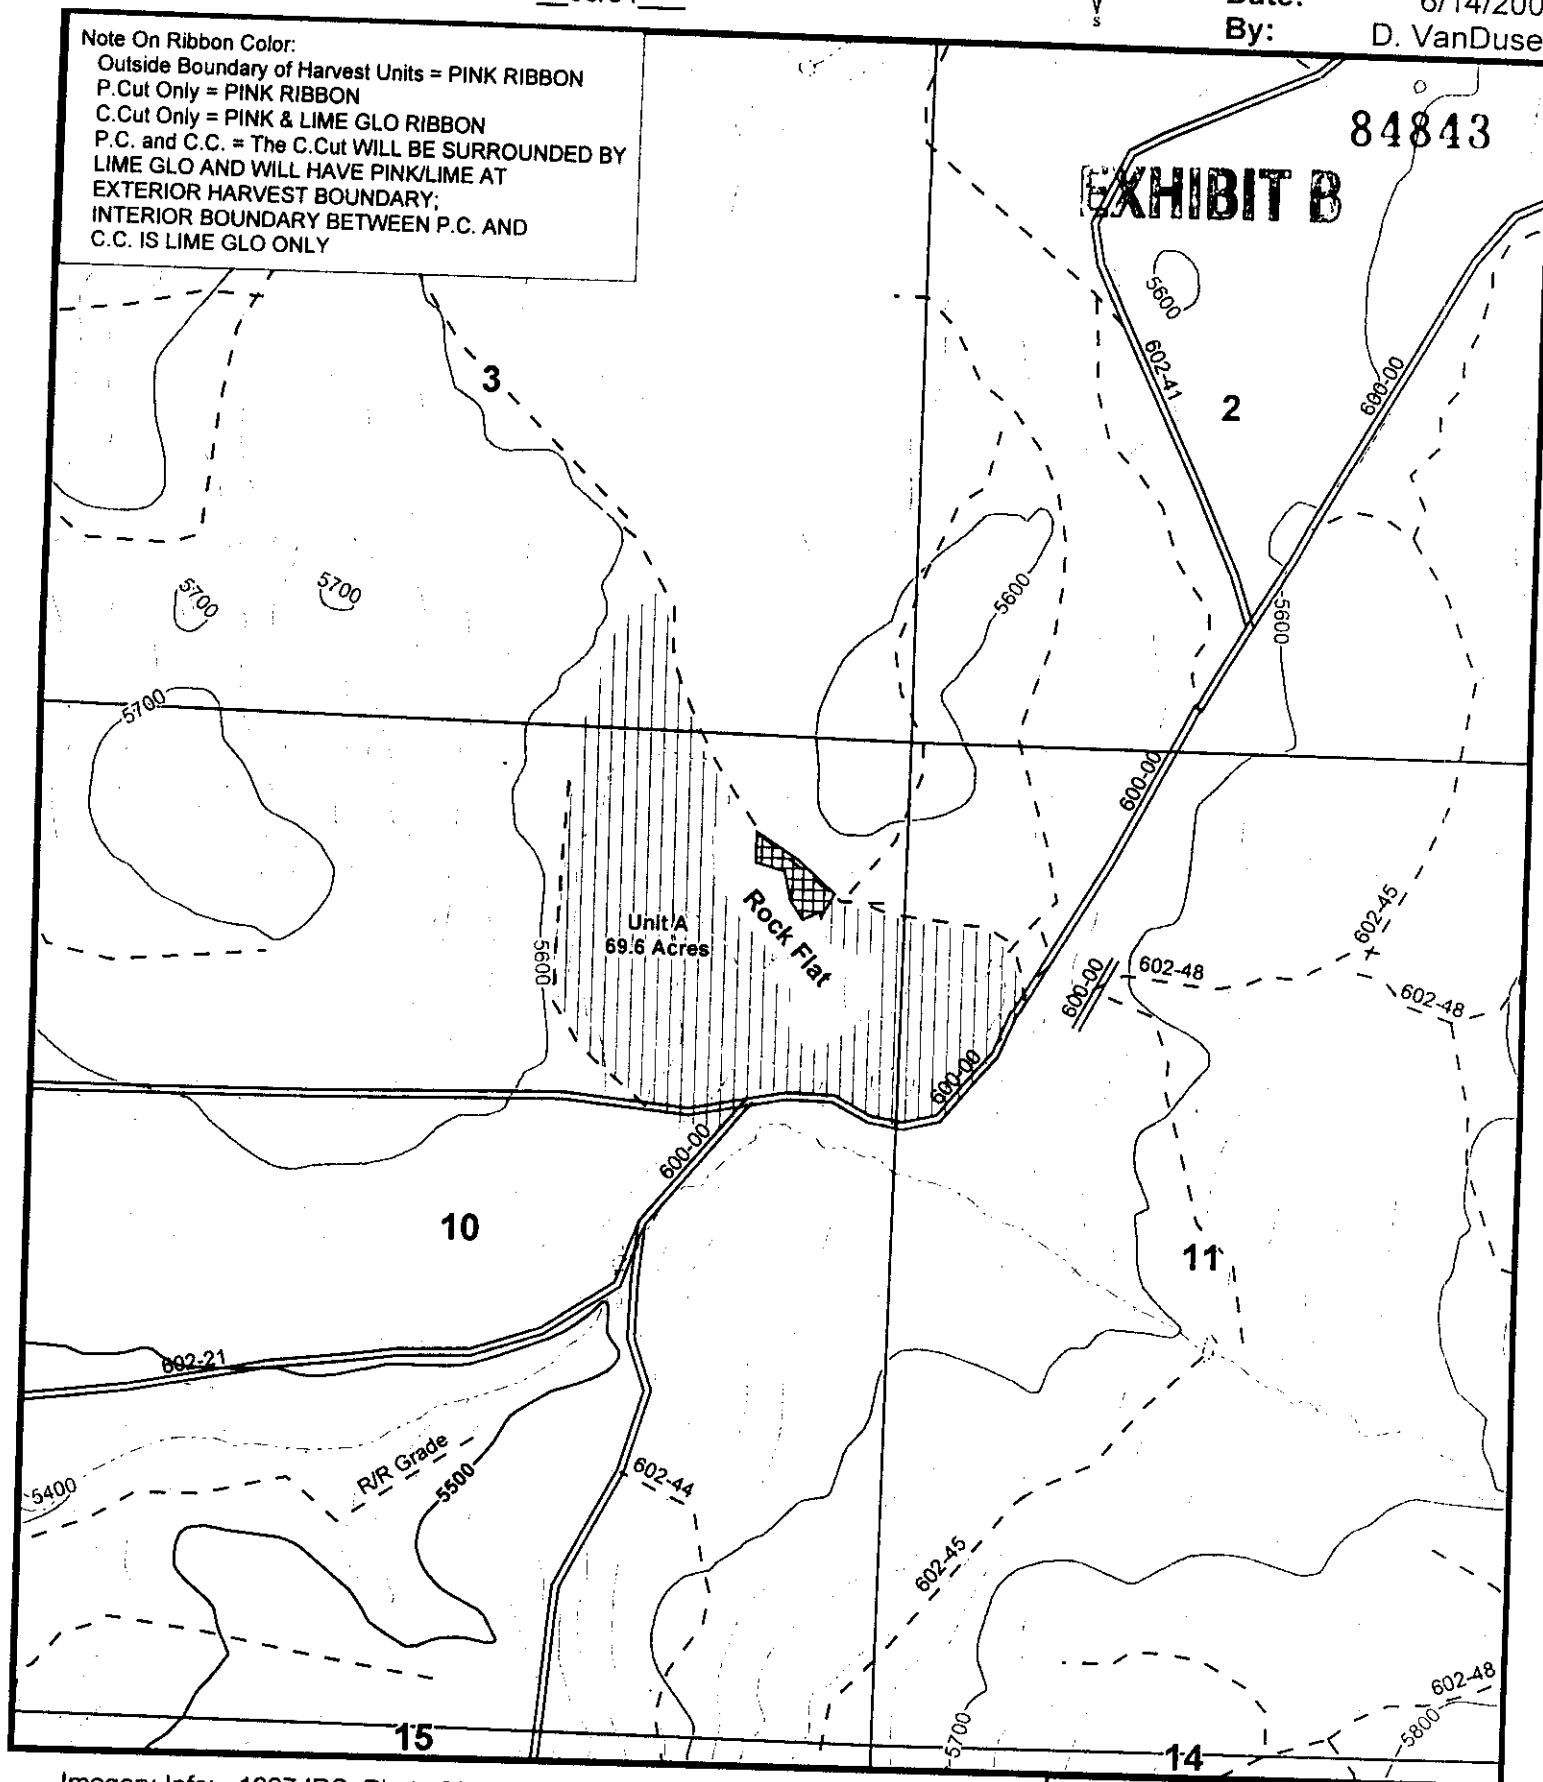 Date:
By: D. VanDuse
Note On Ribbon Color:
Outside Boundary of Harvest Units = PINK RIBBON
P.Cut Only = PINK RIBBON
C.Cut Only = PINK & LIME GLO RIBBON
P.C. and C.C. = The C.Cut WILL BE SURROUNDED BY
LIME GLO AND WILL HAVE PINK/LIME AT
EXTERIOR HARVEST BOUNDARY;
INTERIOR BOUNDARY BETWEEN P.C. AND
C.C. IS LIME GLO ONLY
84843
EXHIBIT B
5600
602-41
3
600-00
2
5700
5700
5600
5600
5700
600-00
Unit A
69.6 Acres
Rock Flat
602-45
5600
600-00
602-48
602-48
600-00
600-00
10
11
602-21
R/R Grade
5500
602-44
5400
602-45
602-48
5700
5800
15
14